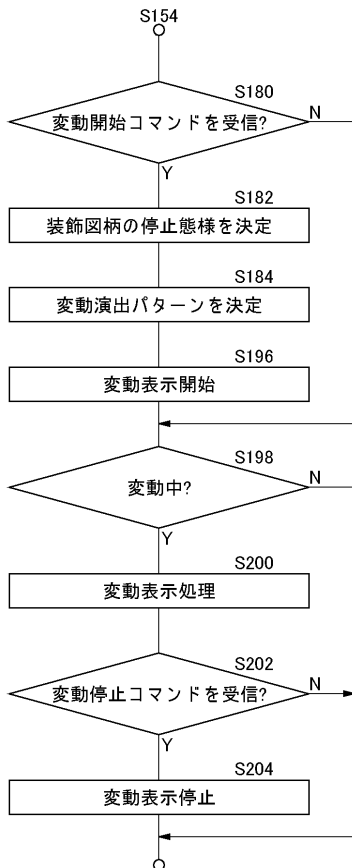 S154
S180
変動開始コマンドを受信?
N
Y
S182
装飾図柄の停止態様を決定
S184
変動演出パターンを決定
S196
変動表示開始
S198
変動中?
N
Y
S200
変動表示処理
S202
変動停止コマンドを受信?
N
Y
S204
変動表示停止